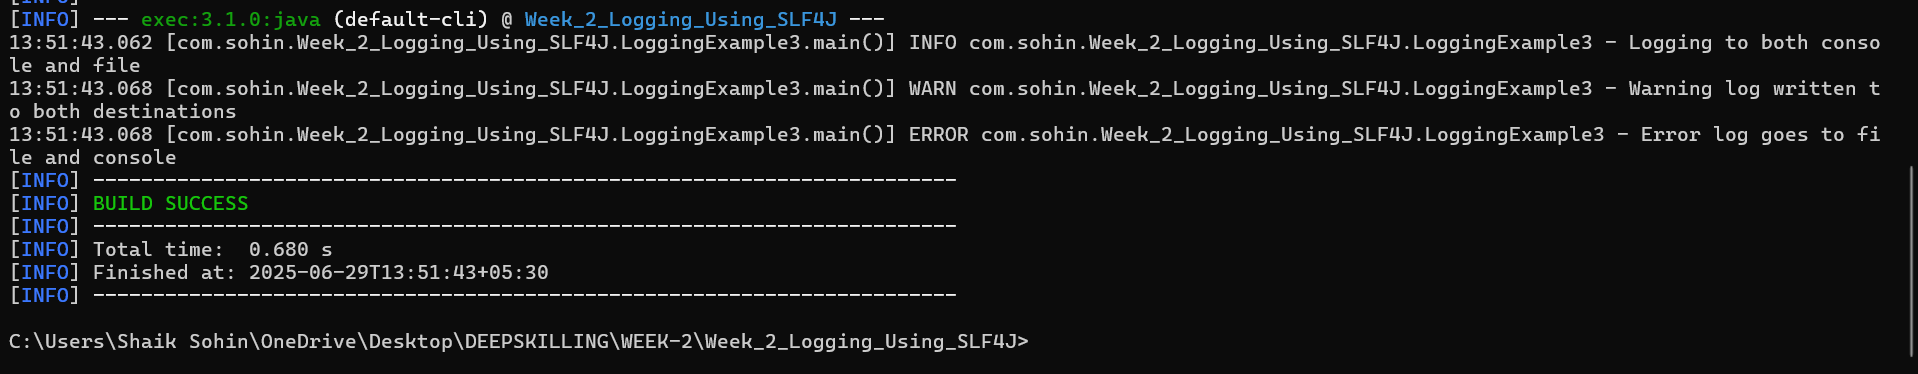 [INFO] --- exec:3.1.0:java (default-cli) @ Week_2_Logging_Using_SLF4J ---
13:51:43.062 [com.sohin.Week_2_Logging_Using_SLF4J.LoggingExample3.main()] INFO com.sohin.Week_2_Logging_Using_SLF4J.LoggingExample3 - Logging to both conso
le and file
13:51:43.068 [com.sohin.Week_2_Logging_Using_SLF4J.LoggingExample3.main()] WARN com.sohin.Week_2_Logging_Using_SLF4J.LoggingExample3 - Warning log written t
o both destinations
13:51:43.068 [com.sohin.Week_2_Logging_Using_SLF4J.LoggingExample3.main()] ERROR com.sohin.Week_2_Logging_Using_SLF4J.LoggingExample3 - Error log goes to fi
le and console
[INFO] ------------------------------------------------------------------------
[INFO] BUILD SUCCESS
[INFO] ------------------------------------------------------------------------
[INFO] Total time:  0.680 s
[INFO] Finished at: 2025-06-29T13:51:43+05:30
[INFO] ------------------------------------------------------------------------
C:\Users\Shaik Sohin\OneDrive\Desktop\DEEPSKILLING\WEEK-2\Week_2_Logging_Using_SLF4J>